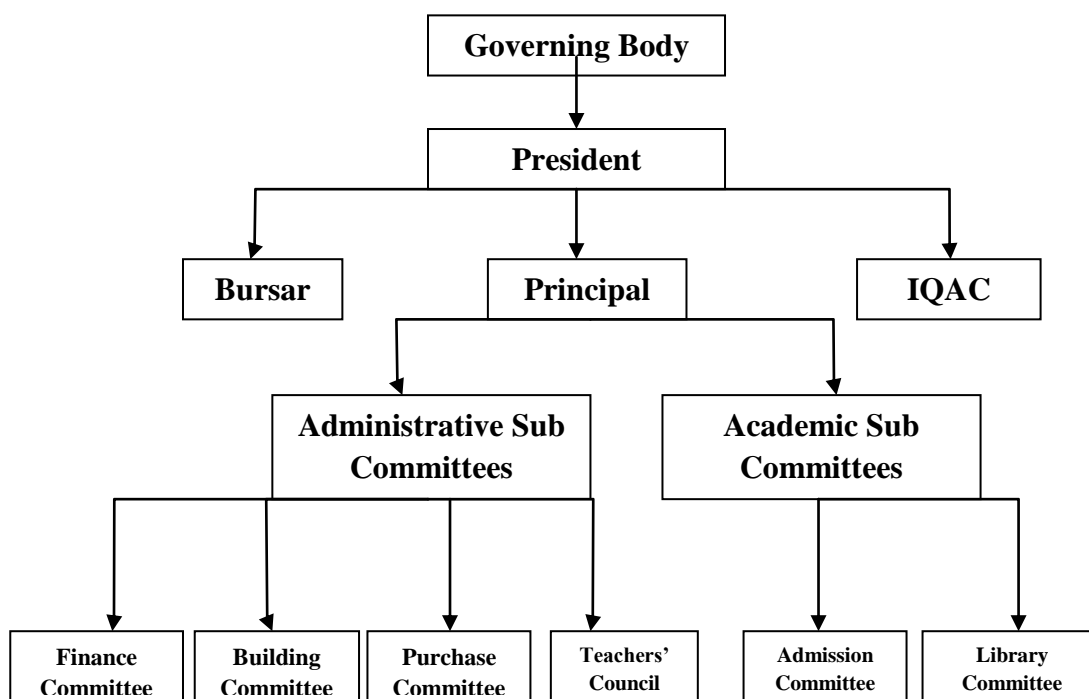 Governing Body
President
Bursar
Principal
IQAC
Administrative Sub
Committees
Academic Sub
Committees
Finance
Committee
Building
Committee
Purchase
Committee
Teachers’
Council
Admission
Committee
Library
Committee